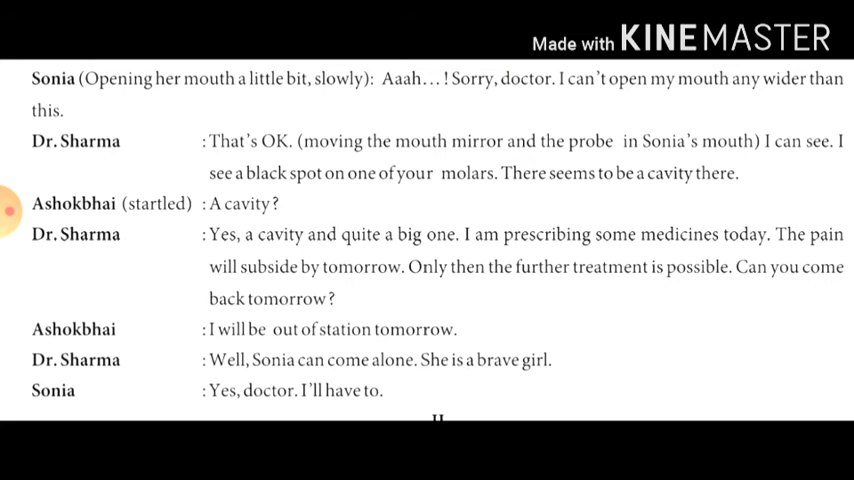 Made with KINEMASTER
Sonia (Opening her mouth a little bit, slowly): Aaah...! Sorry, doctor. I can't open my mouth any wider than
this.
Dr. Sharma : That's OK. (moving the mouth mirror and the probe in Sonia's mouth) I can see. I
see a black spot on one of your molars. There seems to be a cavity there.
Ashokbhai (startled) : A cavity?
Dr. Sharma : Yes, a cavity and quite a big one. I am prescribing some medicines today. The pain
will subside by tomorrow. Only then the further treatment is possible. Can you come
back tomorrow?
Ashokbhai : I will be out of station tomorrow.
Dr. Sharma : Well, Sonia can come alone. She is a brave girl.
Sonia : Yes, doctor. I'll have to.